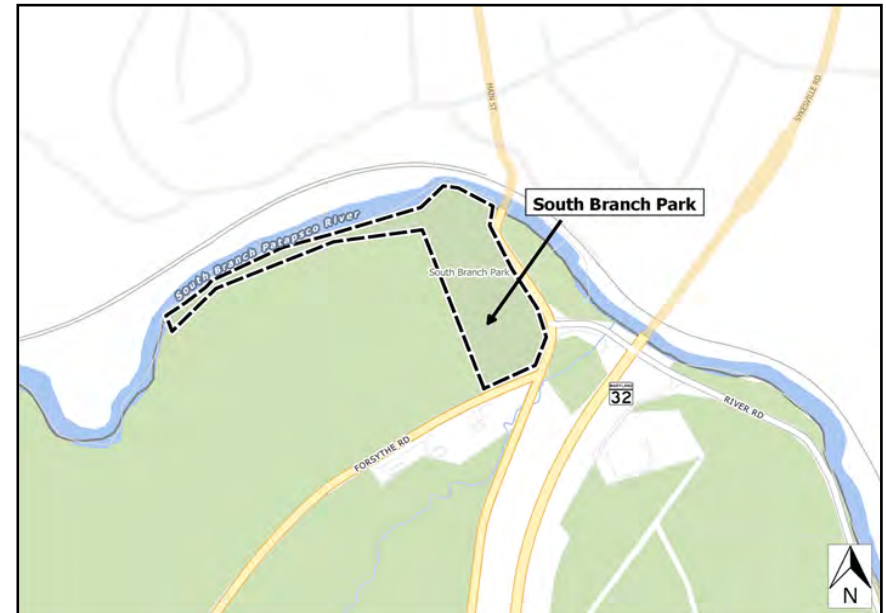 MAIN ST
SYKESVILLE RD
South Branch Park
South Branch Patapsco River
South Branch Park
MARYLAND
32
RIVER RD
FORSYTHE RD
N